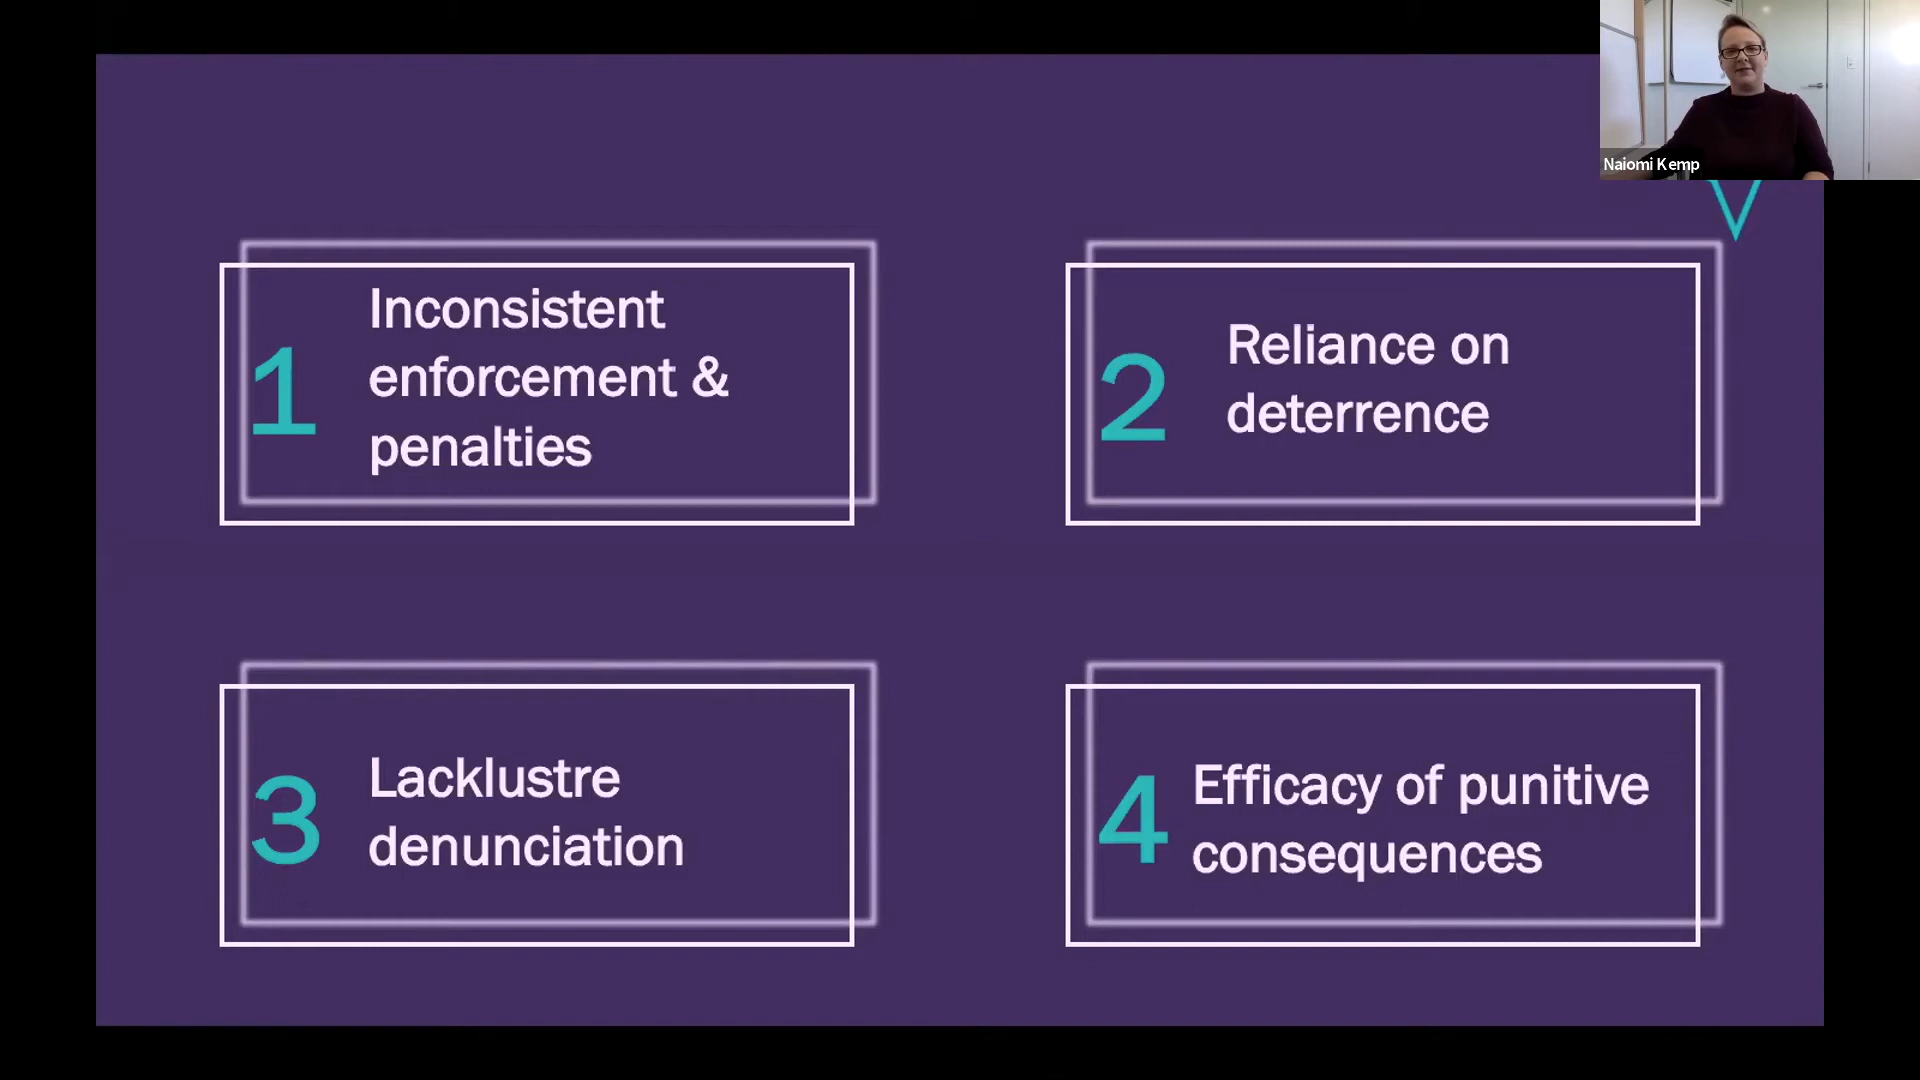 Naiomi Kemp
1
Inconsistent
enforcement &
penalties
2
Reliance on
deterrence
3
Lacklustre
denunciation
4
Efficacy of punitive
consequences